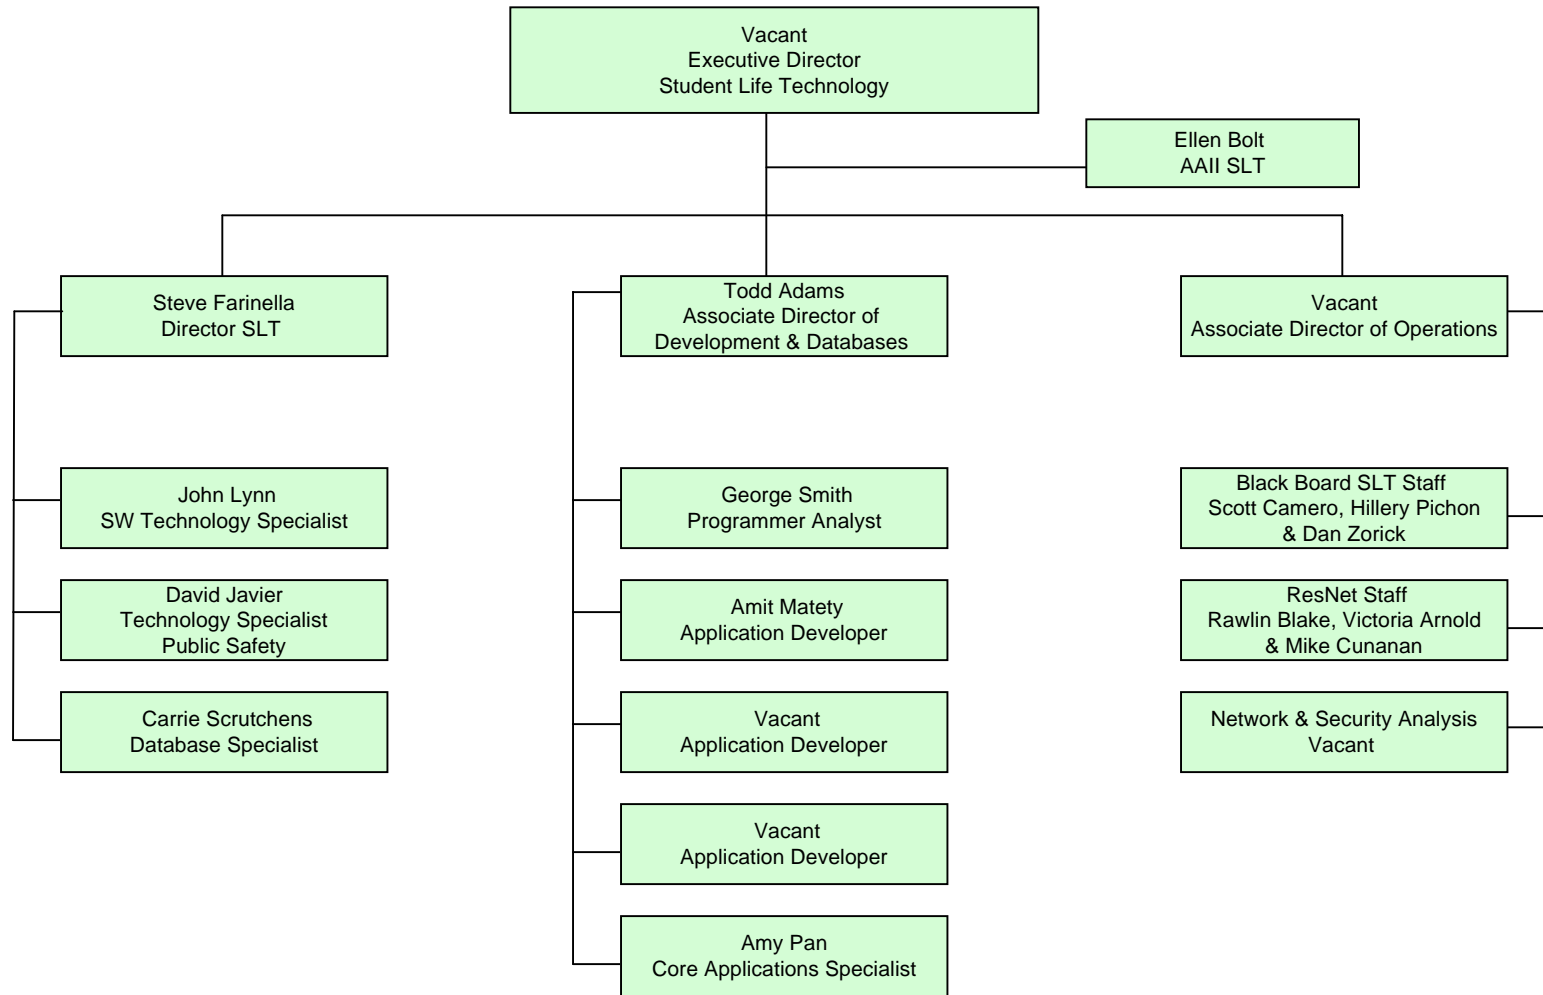 Vacant
Executive Director
Student Life Technology
Ellen Bolt
AAII SLT
Steve Farinella
Director SLT
Todd Adams
Associate Director of
Development & Databases
Vacant
Associate Director of Operations
John Lynn
SW Technology Specialist
David Javier
Technology Specialist
Public Safety
Carrie Scrutchens
Database Specialist
George Smith
Programmer Analyst
Amit Matety
Application Developer
Vacant
Application Developer
Vacant
Application Developer
Amy Pan
Core Applications Specialist
Black Board SLT Staff
Scott Camero, Hillery Pichon
& Dan Zorick
ResNet Staff
Rawlin Blake, Victoria Arnold
& Mike Cunanan
Network & Security Analysis
Vacant